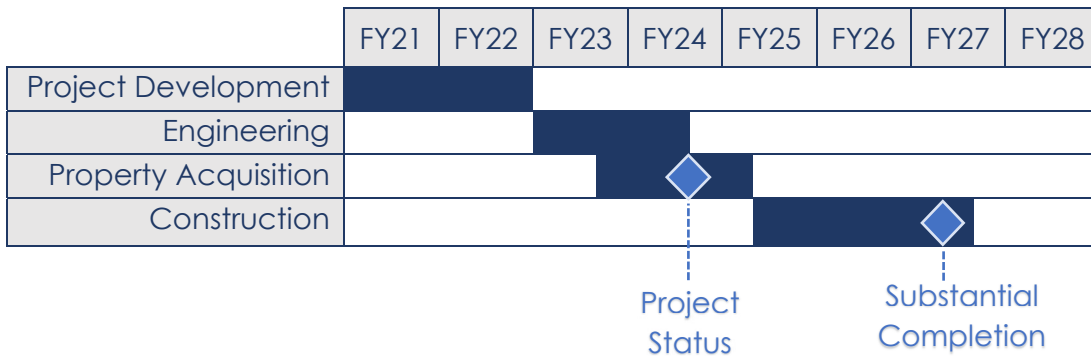 FY21 FY22 FY23 FY24 FY25 FY26 FY27 FY28
Project Development
Engineering
Property Acquisition
Construction
Project
Status
Substantial
Completion